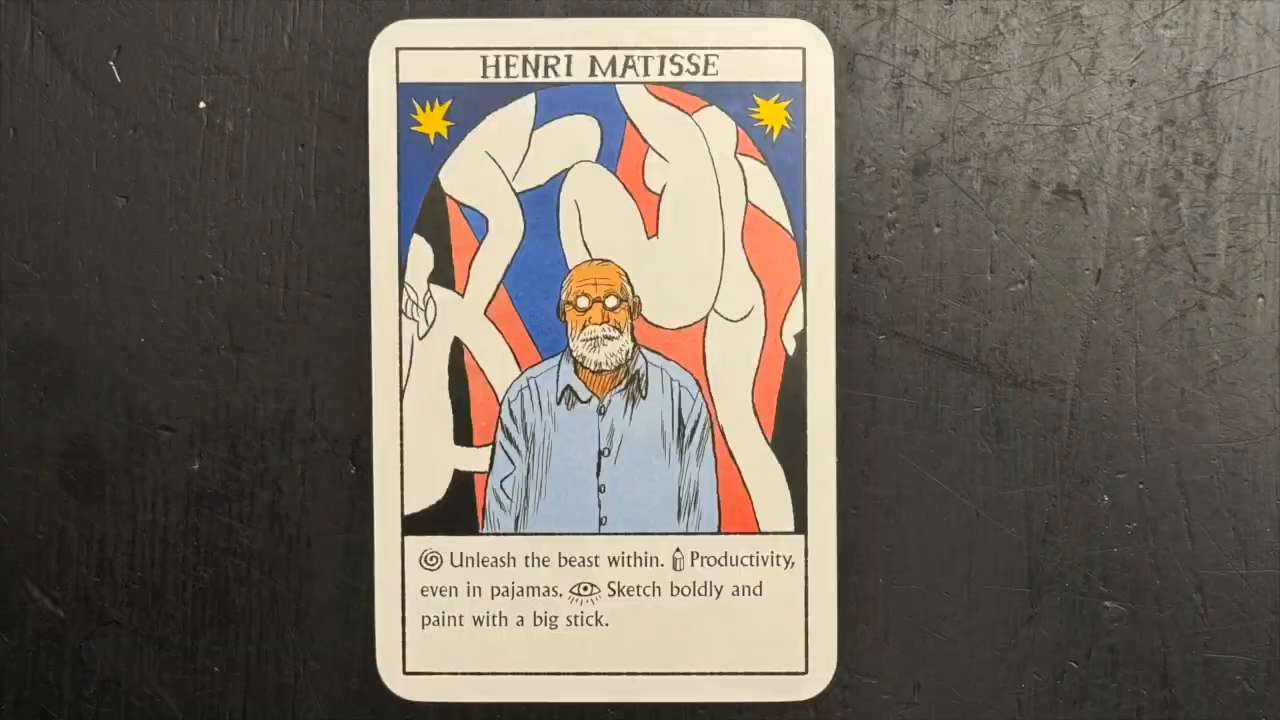 HENRI MATISSE
Unleash the beast within. Productivity,
even in pajamas. Sketch boldly and
paint with a big stick.